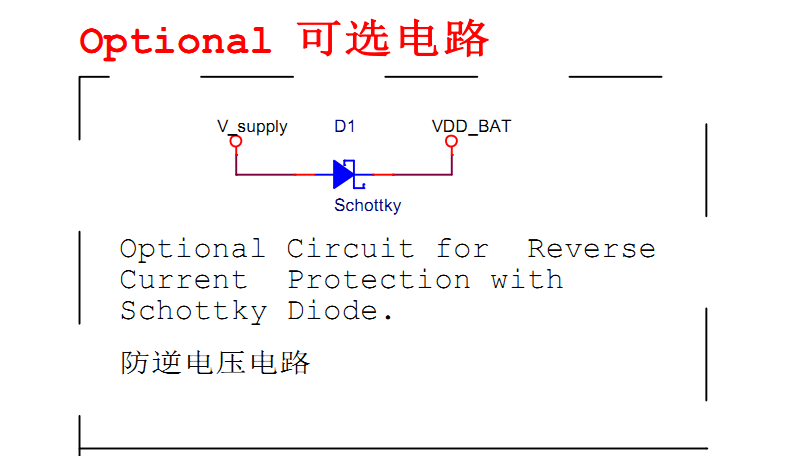 Optional 可选电路
V_supply D1 VDD_BAT
Schottky
Optional Circuit for Reverse
Current Protection with
Schottky Diode.
防逆电压电路